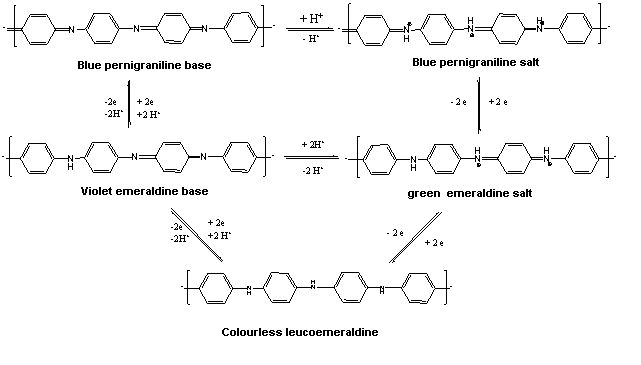 N N N
+ H⁺
- H⁺
N H N H N H
Blue pernigraniline base
Blue pernigraniline salt
-2e + 2e
-2H⁺ +2 H⁺
- 2 e + 2 e
N H N N
+ 2H⁺
-2 H⁺
N H N H N H
Violet emeraldine base
green emeraldine salt
-2e + 2e
-2H⁺ +2 H⁺
- 2 e + 2 e
N H H N N H
Colourless leucoemeraldine